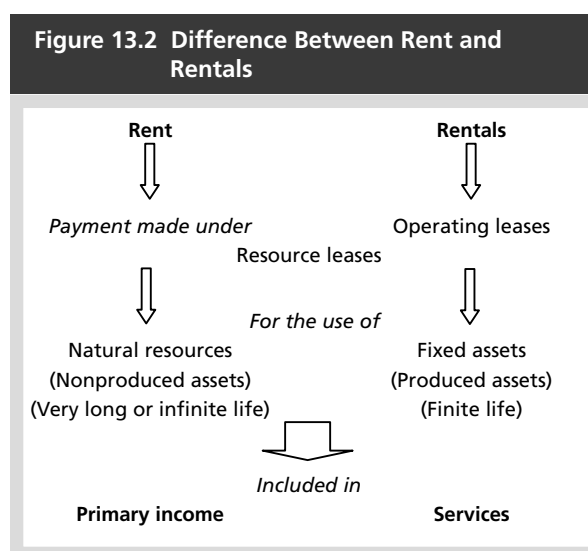 Figure 13.2 Difference Between Rent and
Rentals
Rent Rentals
Payment made under Operating leases
Resource leases
For the use of
Natural resources Fixed assets
(Nonproduced assets) (Produced assets)
(Very long or infinite life) (Finite life)
Included in
Primary income Services